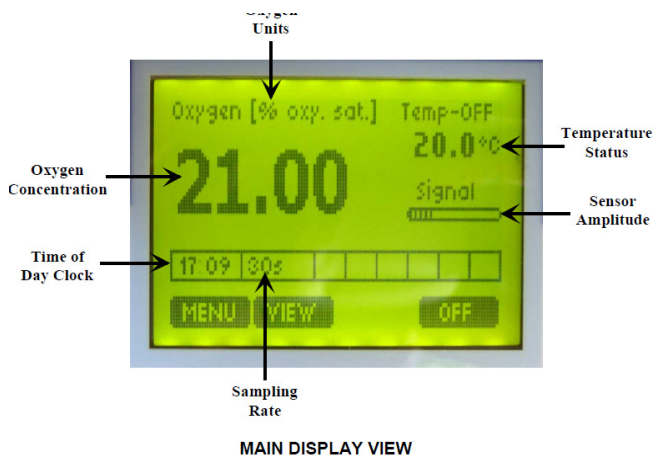 Oxygen
Units
Oxygen [% oxy. sat.]
Temp-OFF
20.0 °C
Temperature
Status
Oxygen
Concentration
21.00
Signal
Sensor
Amplitude
Time of
Day Clock
17:09
30s
MENU
VIEW
OFF
Sampling
Rate
MAIN DISPLAY VIEW